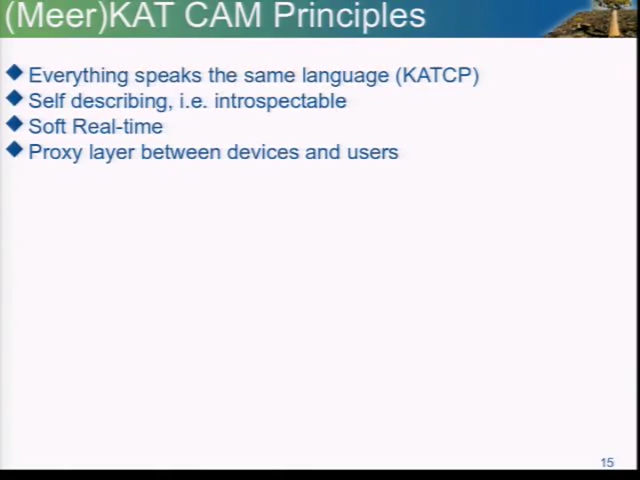 (Meer)KAT CAM Principles
Everything speaks the same language (KATCP)
Self describing, i.e. introspectable
Soft Real-time
Proxy layer between devices and users
15